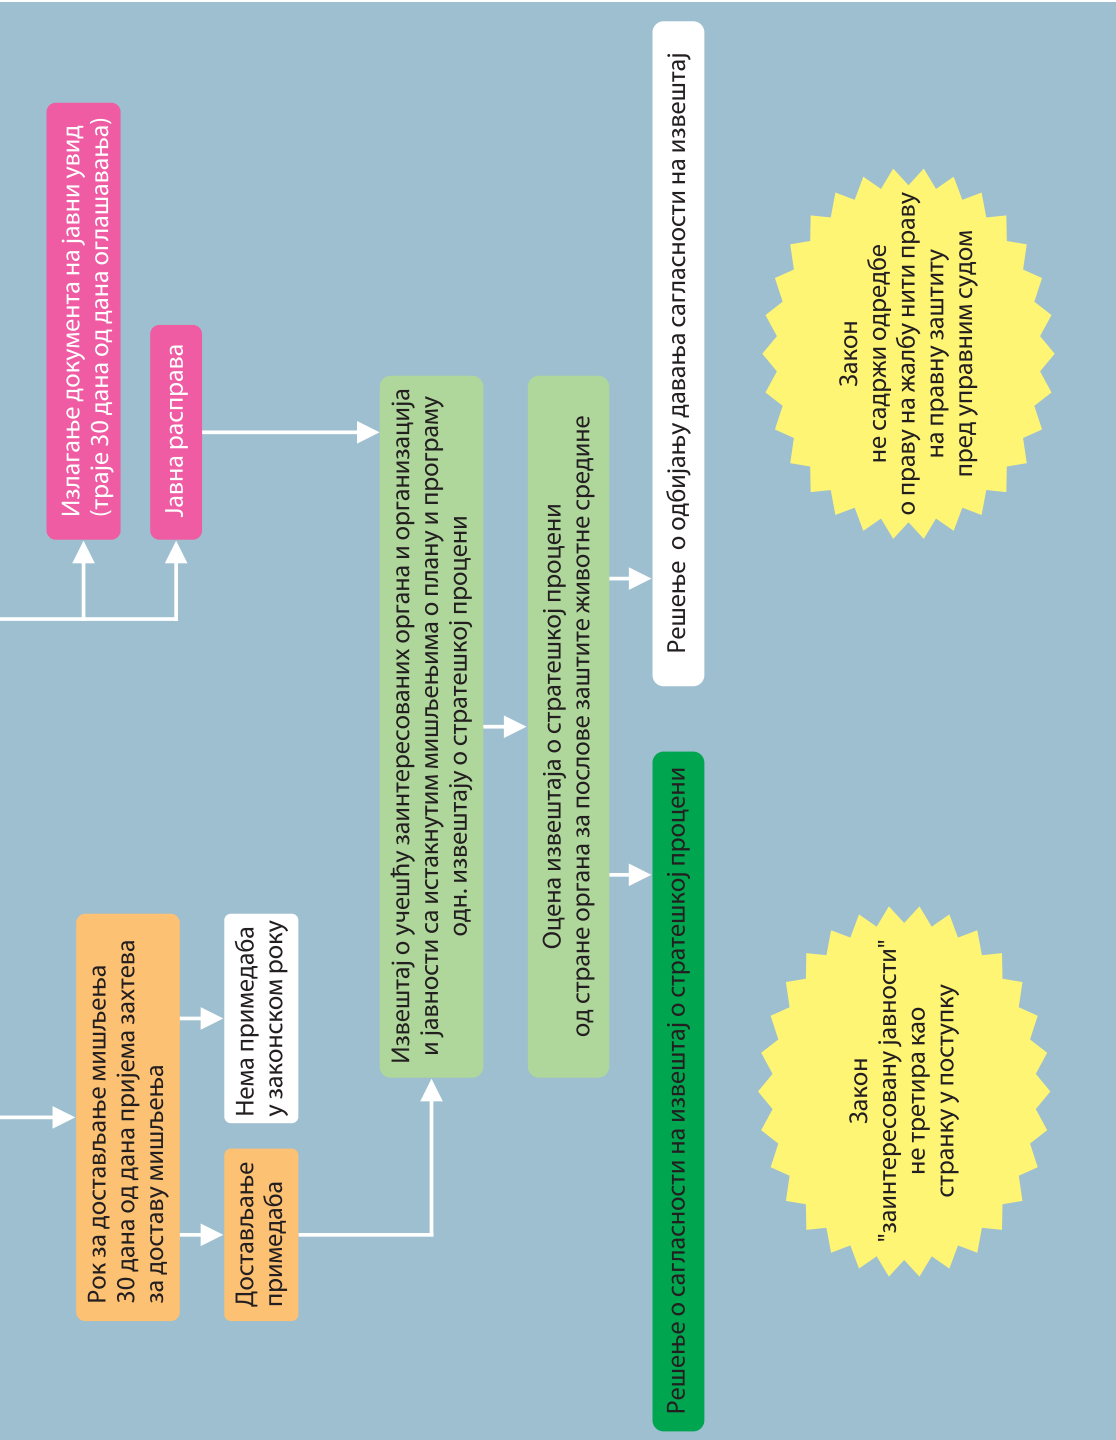 Рок за достављање мишљења
30 дана од дана пријема захтева
за доставу мишљења
Излагање документа на јавни увид
(траје 30 дана од дана оглашавања)
Јавна расправа
Достављање
примедаба
Нема примедаба
у законском року
Извештај о учешћу заинтересованих органа и организација
и јавности са истакнутим мишљењима о плану и програму
одн. извештају о стратешкој процени
Оцена извештаја о стратешкој процени
од стране органа за послове заштите животне средине
Решење о сагласности на извештај о стратешкој процени
Решење о одбијању давања сагласности на извештај
Закон
"заинтересовану јавности"
не третира као
странку у поступку
Закон
не садржи одредбе
о праву на жалбу нити праву
на правну заштиту
пред управним судом